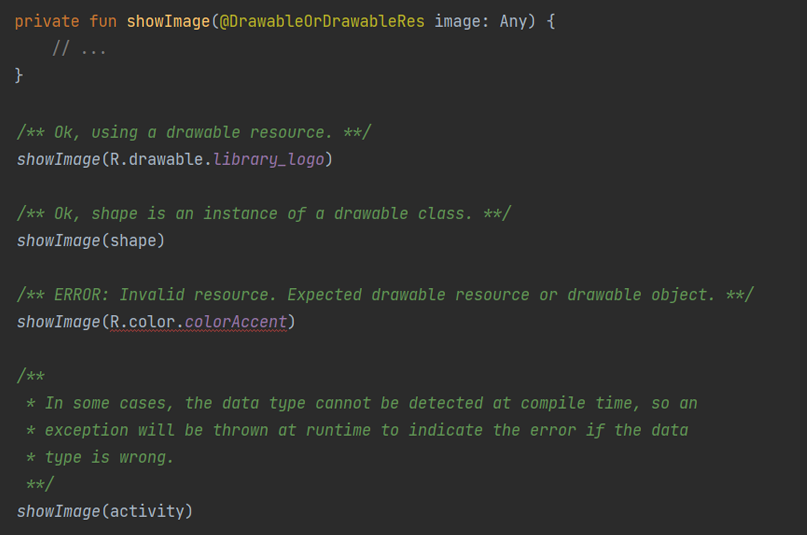 private fun showImage(@DrawableOrDrawableRes image: Any) {
// ...
}
/** Ok, using a drawable resource. **/
showImage(R.drawable.library_logo)
/** Ok, shape is an instance of a drawable class. **/
showImage(shape)
/** ERROR: Invalid resource. Expected drawable resource or drawable object. **/
showImage(R.color.colorAccent)
/**
* In some cases, the data type cannot be detected at compile time, so an
* exception will be thrown at runtime to indicate the error if the data
* type is wrong.
**/
showImage(activity)